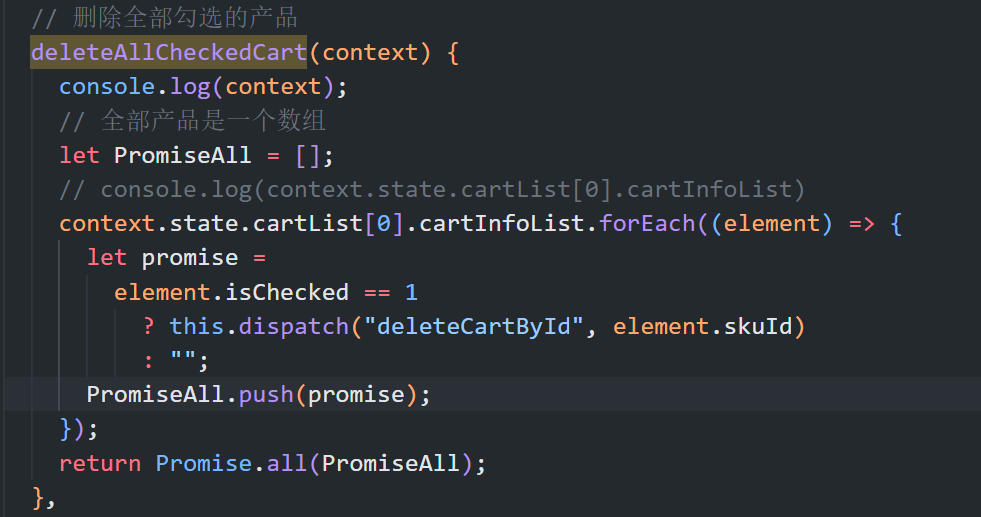 // 删除全部勾选的产品
deleteAllCheckedCart(context) {
console.log(context);
// 全部产品是一个数组
let PromiseAll = [];
// console.log(context.state.cartList[0].cartInfoList)
context.state.cartList[0].cartInfoList.forEach((element) => {
let promise =
element.isChecked == 1
? this.dispatch("deleteCartById", element.skuId)
: "";
PromiseAll.push(promise);
});
return Promise.all(PromiseAll);
},